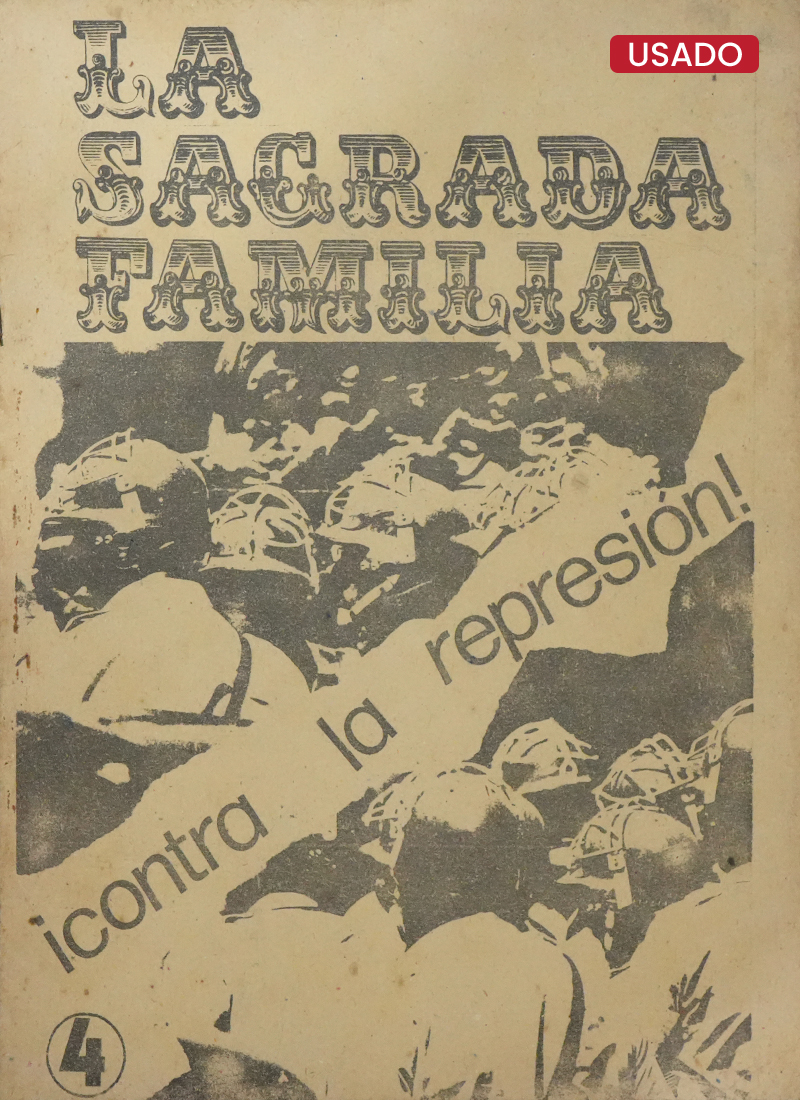 USADO
LA
SAGRADA
FAMILIA
¡contra la represión!
4